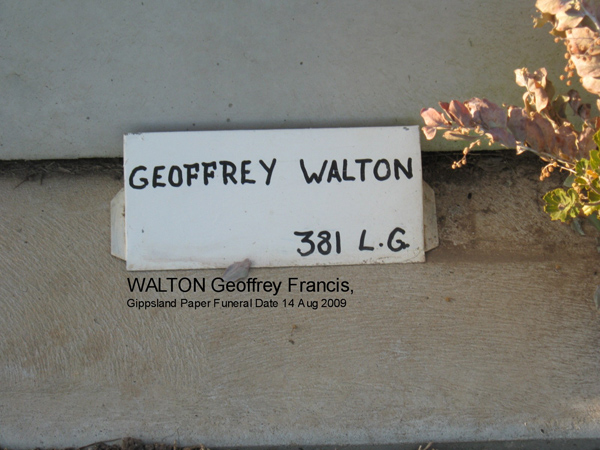 GEOFFREY WALTON
381 L.G
WALTON Geoffrey Francis,
Gippsland Paper Funeral Date 14 Aug 2009